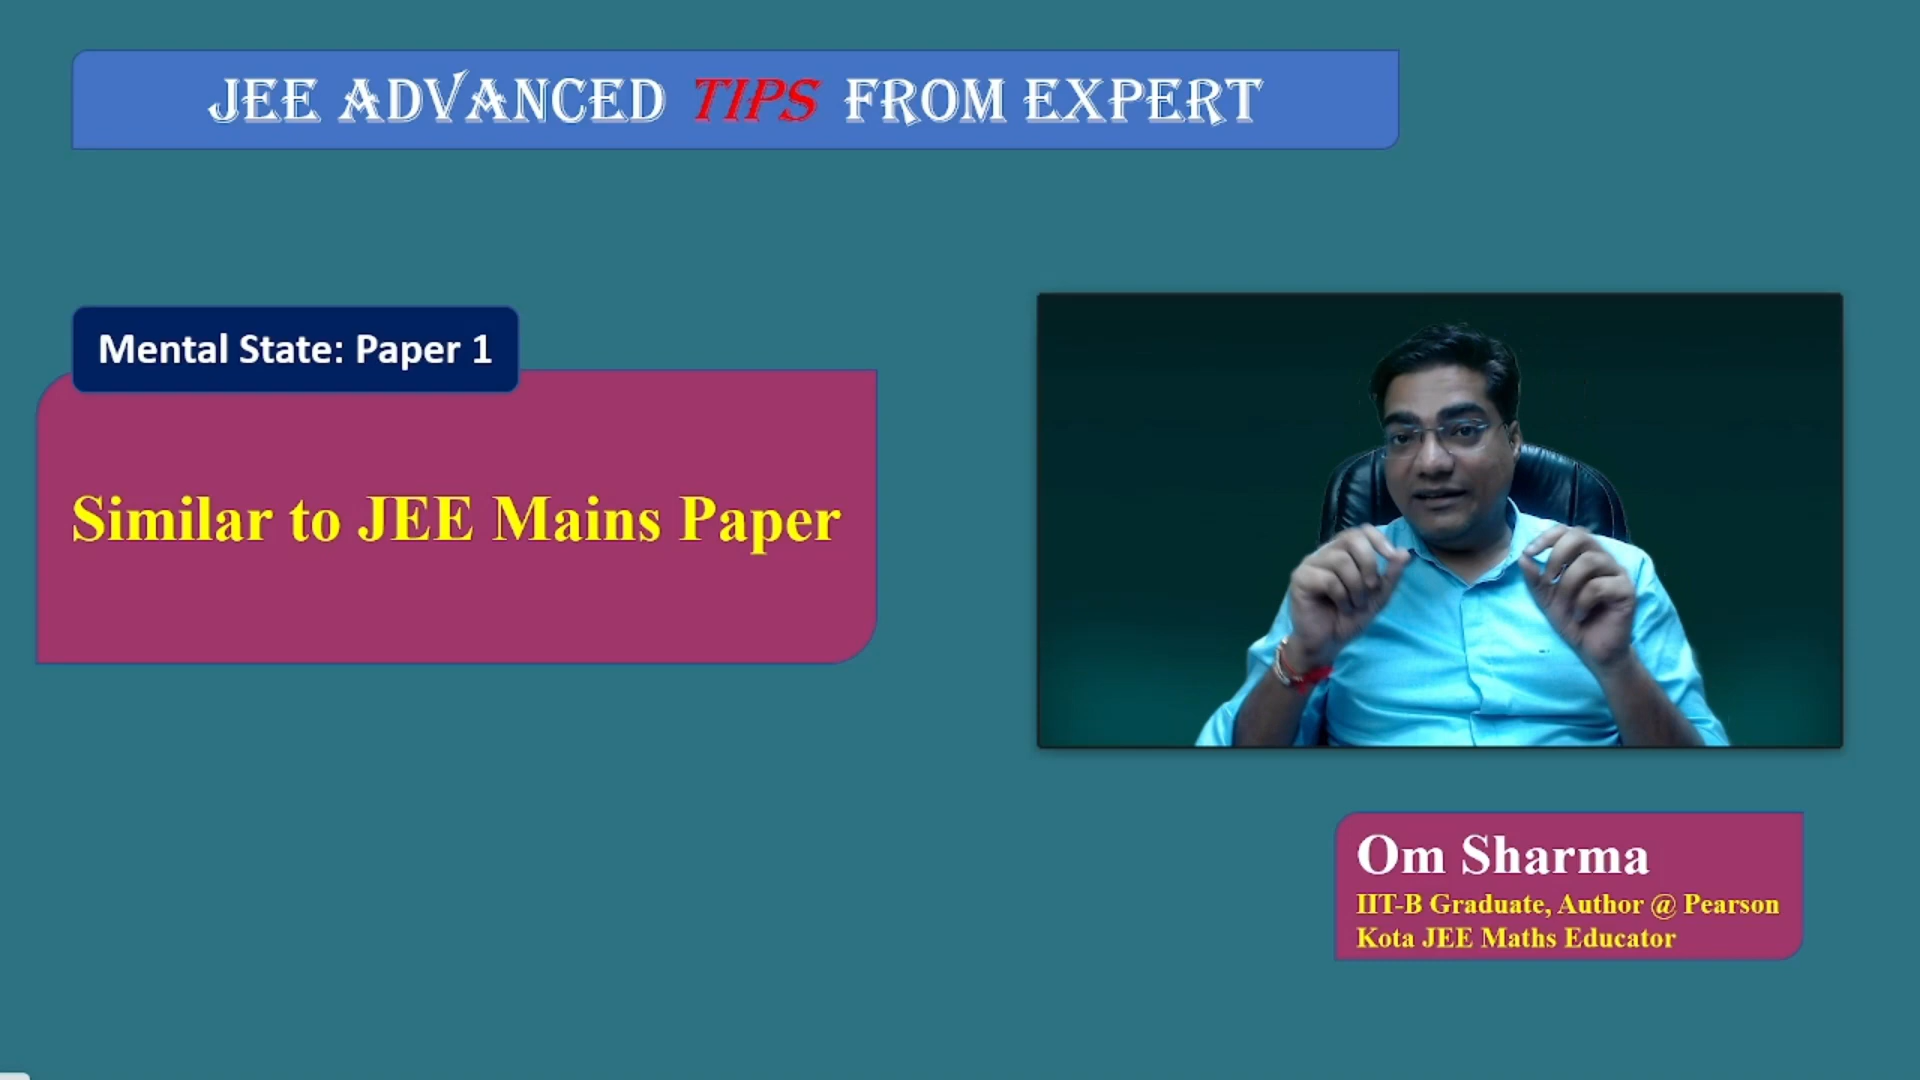 JEE ADVANCED TIPS FROM EXPERT
Mental State: Paper 1
Similar to JEE Mains Paper
Om Sharma
IIT-B Graduate, Author @ Pearson
Kota JEE Maths Educator